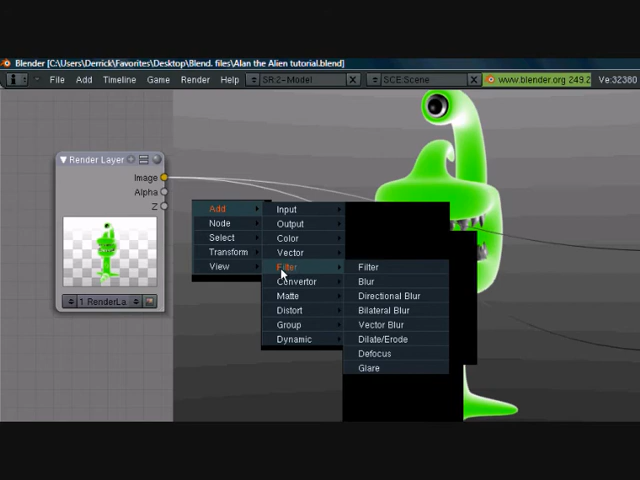 Blender [C:\Users\Derrick\Favorites\Desktop\Blend. files\Alan the Alien tutorial.blend]
File Add Timeline Game Render Help SR:2-Model SCE:Scene www.blender.org 249.2 Ve:32380
Render Layer
Image
Alpha
Z
1 RenderLa
Add
Node
Select
Transform
View
Input
Output
Color
Vector
Filter
Convertor
Matte
Distort
Group
Dynamic
Filter
Blur
Directional Blur
Bilateral Blur
Vector Blur
Dilate/Erode
Defocus
Glare